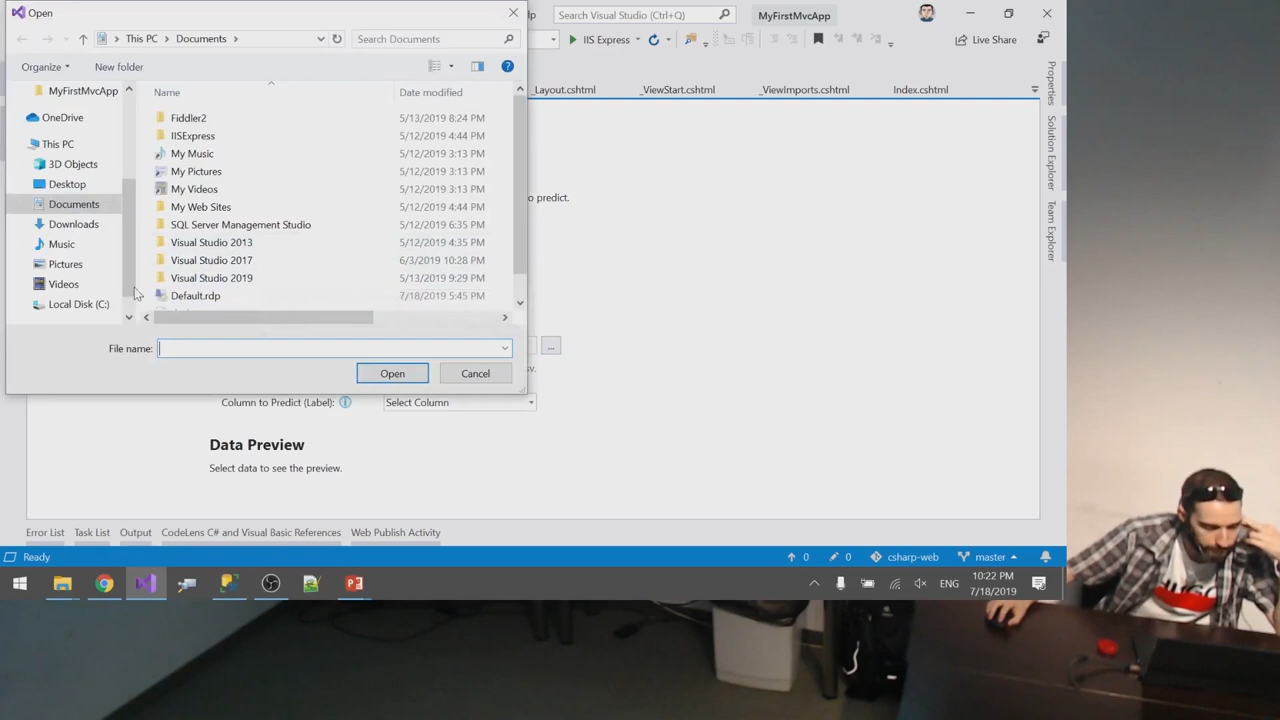 Open
lp
Search Visual Studio (Ctrl+Q)
MyFirstMvcApp
This PC
Documents
Search Documents
IIS Express
Live Share
Organize
New folder
MyFirstMvcApp
OneDrive
This PC
3D Objects
Desktop
Documents
Downloads
Music
Pictures
Videos
Local Disk (C:)
Name
Date modified
Fiddler2 5/13/2019 8:24 PM
IISExpress 5/12/2019 4:44 PM
My Music 5/12/2019 3:13 PM
My Pictures 5/12/2019 3:13 PM
My Videos 5/12/2019 3:13 PM
My Web Sites 5/12/2019 4:44 PM
SQL Server Management Studio 5/12/2019 6:35 PM
Visual Studio 2013 5/12/2019 4:35 PM
Visual Studio 2017 6/3/2019 10:28 PM
Visual Studio 2019 5/13/2019 9:29 PM
Default.rdp 7/18/2019 5:45 PM
File name:
Open
Cancel
_Layout.cshtml
_ViewStart.cshtml
_ViewImports.cshtml
Index.cshtml
Properties
Solution Explorer
Team Explorer
o predict.
...
sv.
Column to Predict (Label):
Select Column
Data Preview
Select data to see the preview.
Error List
Task List
Output
CodeLens C# and Visual Basic References
Web Publish Activity
Ready
0
0
csharp-web
master
ENG
10:22 PM
7/18/2019